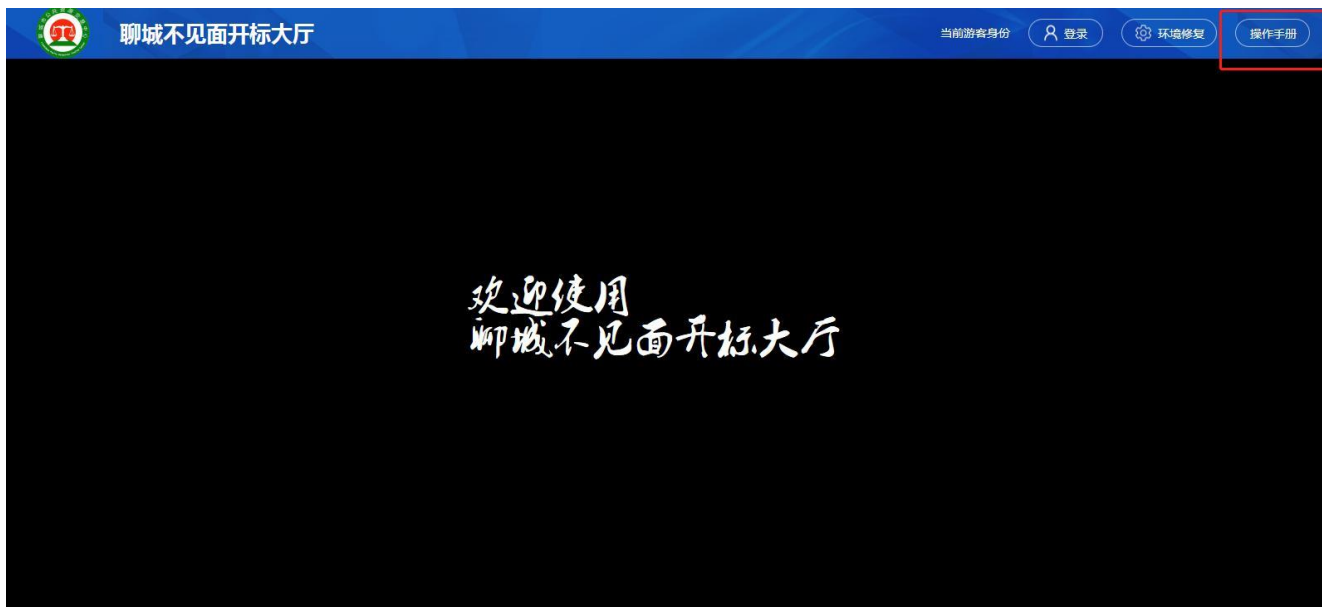 聊城不见面开标大厅
当前游客身份
登录
环境修复
操作手册
欢迎使用
聊城不见面开标大厅